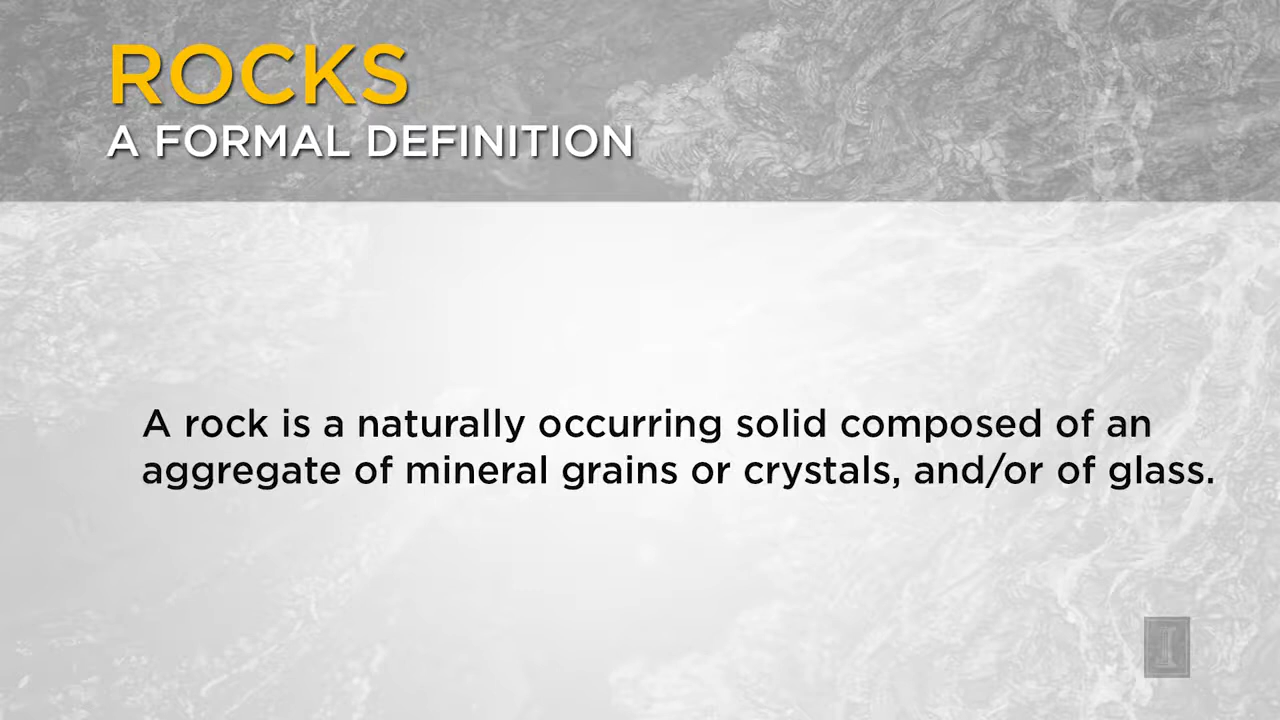 ROCKS
A FORMAL DEFINITION
A rock is a naturally occurring solid composed of an
aggregate of mineral grains or crystals, and/or of glass.
I